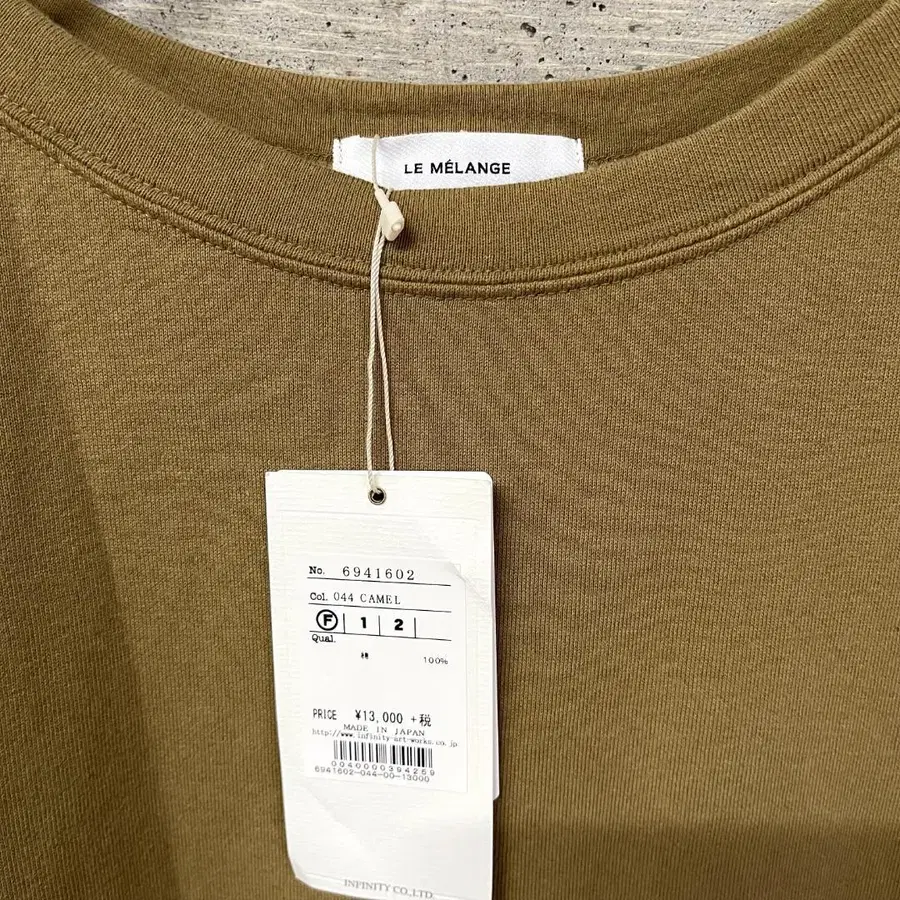 LE MÉLANGE
No. 6941602
Col. 044 CAMEL
Ⓕ 1 2
Qual.
綿 100%
PRICE ¥13,000 +税
MADE IN JAPAN
http://www.infinity-art-works.co.jp
0040000394269
6941602-044-00-13000
INFINITY CO.,LTD.